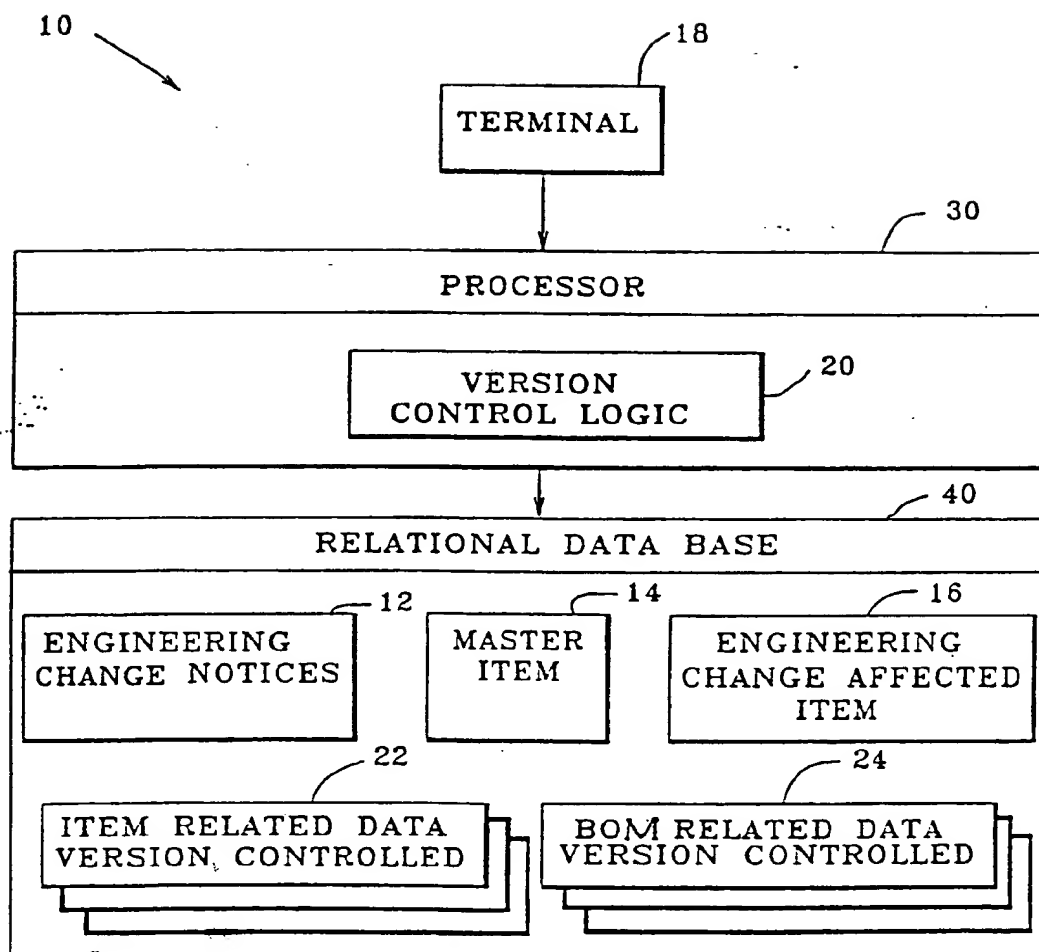 10
18
TERMINAL
30
PROCESSOR
VERSION
CONTROL LOGIC
20
40
RELATIONAL DATA BASE
12
14
16
ENGINEERING
CHANGE NOTICES
MASTER
ITEM
ENGINEERING
CHANGE AFFECTED
ITEM
22
24
ITEM RELATED DATA
VERSION CONTROLLED
BOM RELATED DATA
VERSION CONTROLLED